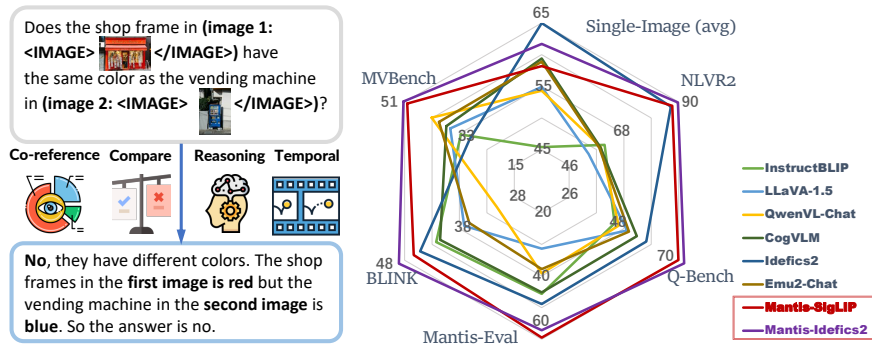 Does the shop frame in (image 1:
<IMAGE> </IMAGE>) have
the same color as the vending machine
in (image 2: <IMAGE> </IMAGE>)?
Co-reference Compare Reasoning Temporal
No, they have different colors. The shop
frames in the first image is red but the
vending machine in the second image is
blue. So the answer is no.
65
Single-Image (avg)
MVBench
NLVR2
51
90
55
33
68
45
15
46
28
26
20
38
48
40
48
BLINK
70
Q-Bench
60
Mantis-Eval
InstructBLIP
LLaVA-1.5
QwenVL-Chat
CogVLM
Idefics2
Emu2-Chat
Mantis-SigLIP
Mantis-Idefics2